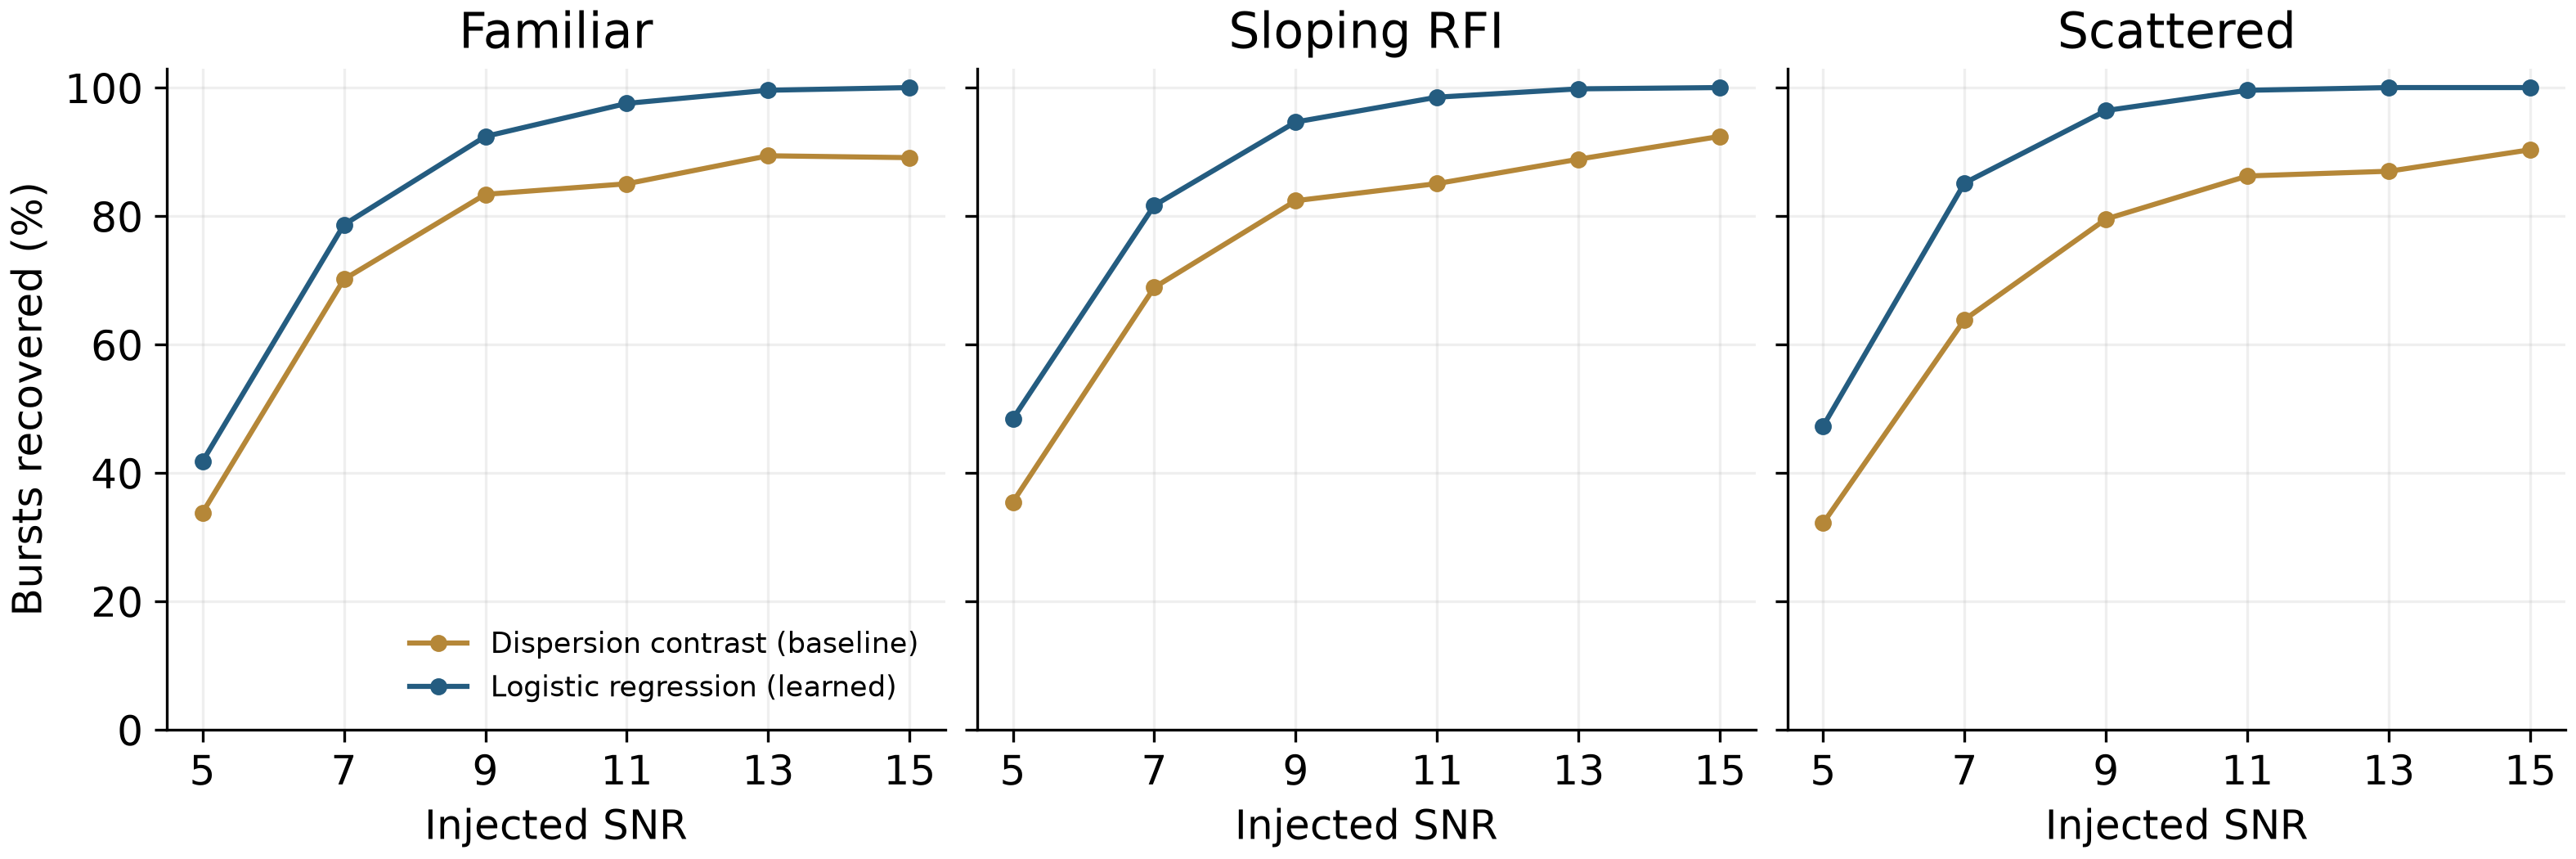 Familiar
Sloping RFI
Scattered
Bursts recovered (%)
100
80
60
40
20
0
Dispersion contrast (baseline)
Logistic regression (learned)
5 7 9 11 13 15
5 7 9 11 13 15
5 7 9 11 13 15
Injected SNR
Injected SNR
Injected SNR